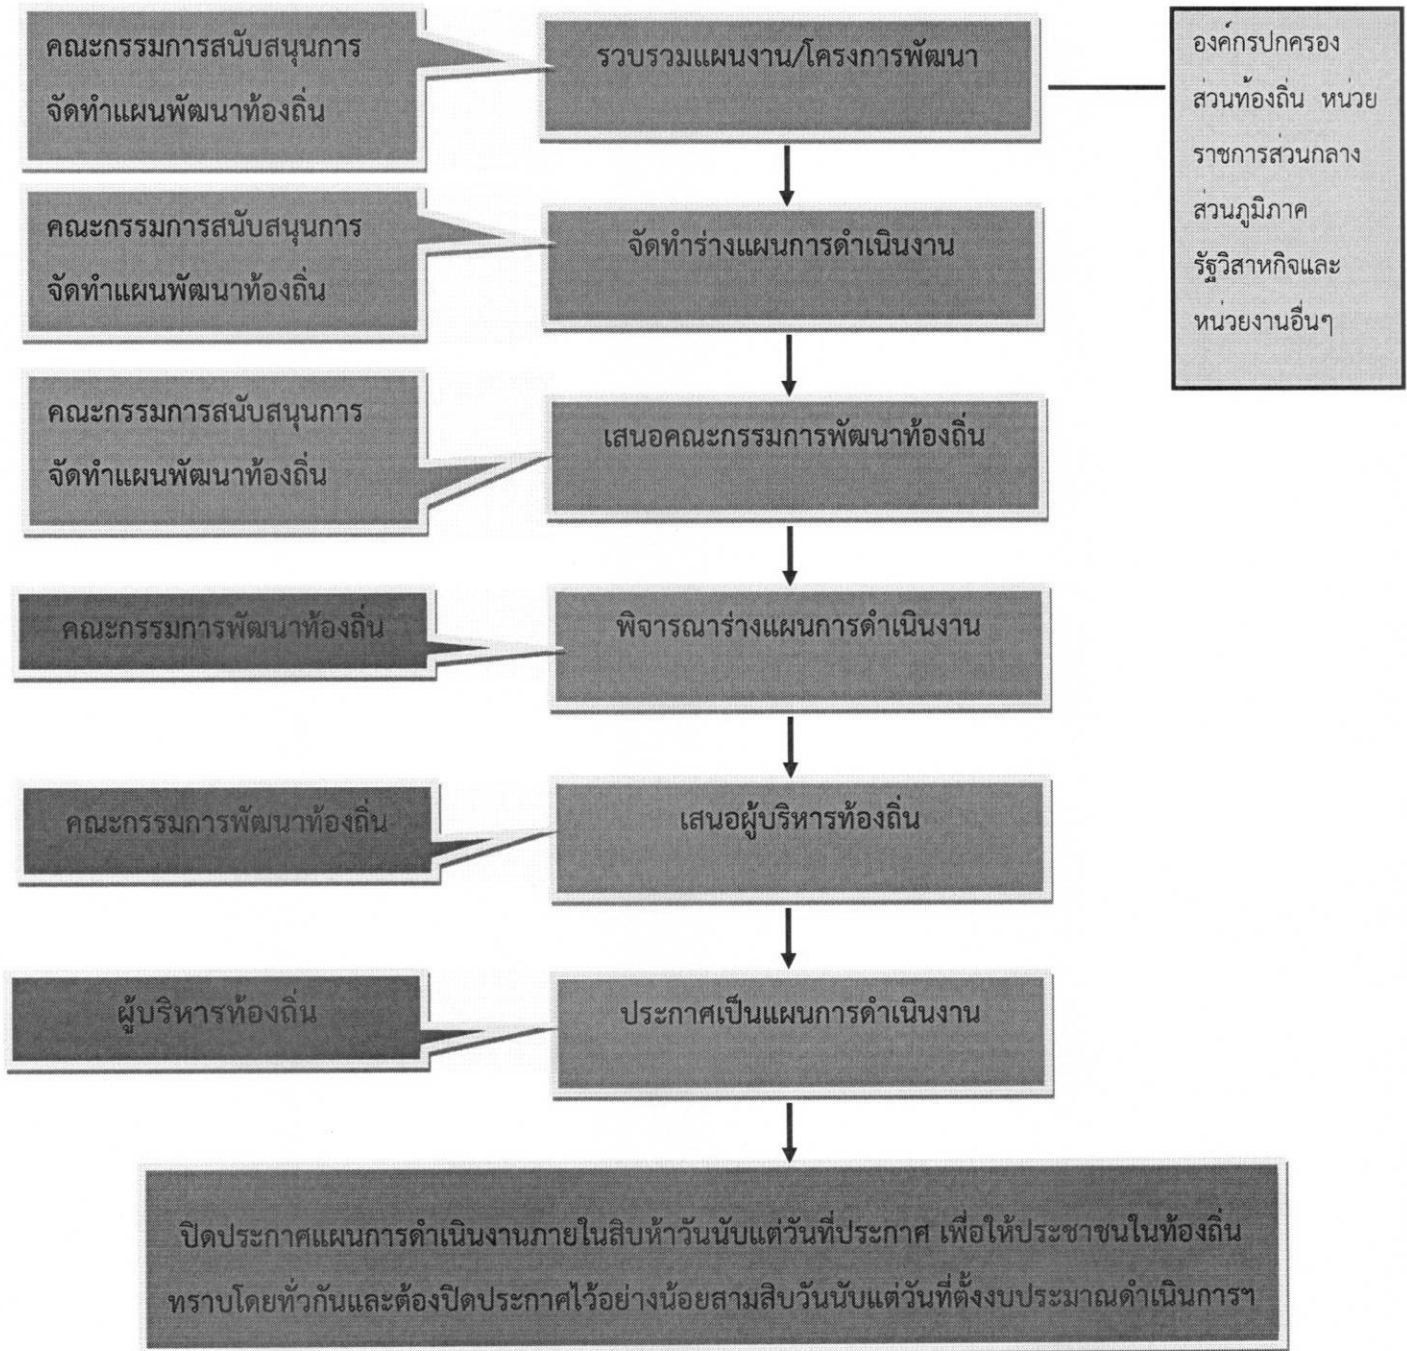 คณะกรรมการสนับสนุนการ
จัดทำแผนพัฒนาท้องถิ่น
รวบรวมแผนงาน/โครงการพัฒนา
องค์กรปกครอง
ส่วนท้องถิ่น หน่วย
ราชการส่วนกลาง
ส่วนภูมิภาค
รัฐวิสาหกิจและ
หน่วยงานอื่นๆ
คณะกรรมการสนับสนุนการ
จัดทำแผนพัฒนาท้องถิ่น
จัดทำร่างแผนการดำเนินงาน
คณะกรรมการสนับสนุนการ
จัดทำแผนพัฒนาท้องถิ่น
เสนอคณะกรรมการพัฒนาท้องถิ่น
คณะกรรมการพัฒนาท้องถิ่น
พิจารณาร่างแผนการดำเนินงาน
คณะกรรมการพัฒนาท้องถิ่น
เสนอผู้บริหารท้องถิ่น
ผู้บริหารท้องถิ่น
ประกาศเป็นแผนการดำเนินงาน
ปิดประกาศแผนการดำเนินงานภายในสิบห้าวันนับแต่วันที่ประกาศ เพื่อให้ประชาชนในท้องถิ่น
ทราบโดยทั่วกันและต้องปิดประกาศไว้อย่างน้อยสามสิบวันนับแต่วันที่ตั้งงบประมาณดำเนินการฯ